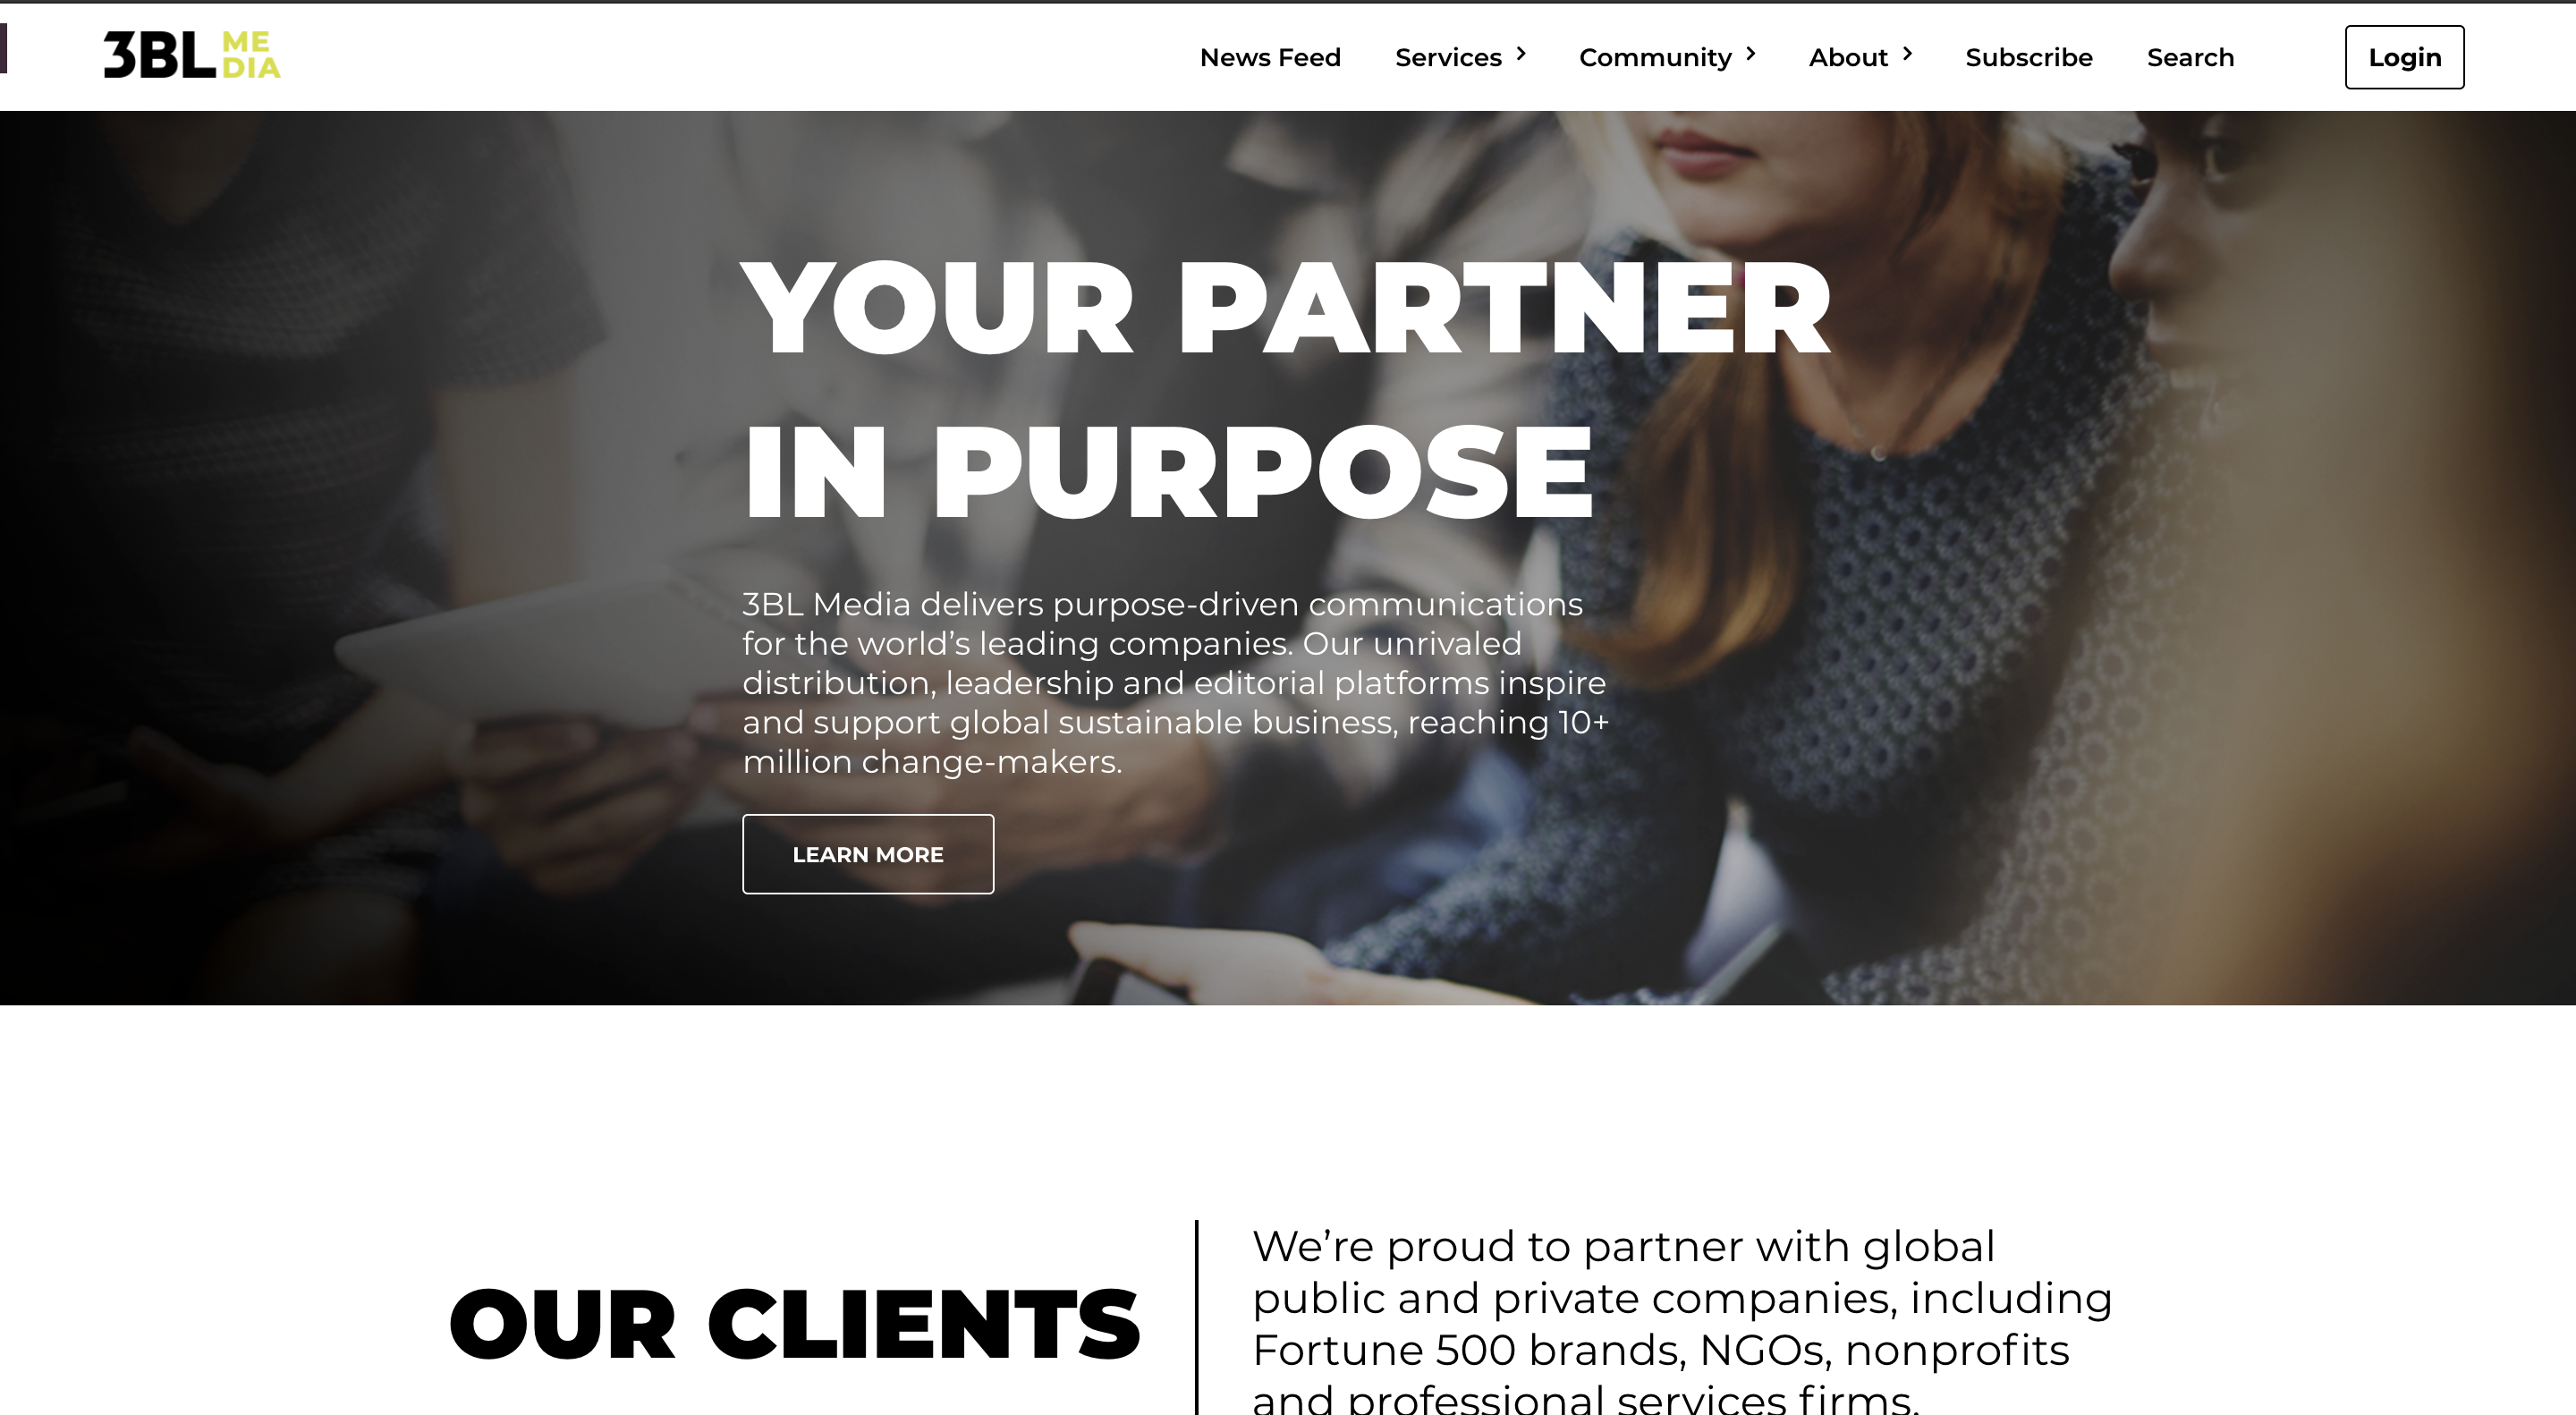 3BL ME
DIA
News Feed Services Community About Subscribe Search Login
YOUR PARTNER
IN PURPOSE
3BL Media delivers purpose-driven communications
for the world’s leading companies. Our unrivaled
distribution, leadership and editorial platforms inspire
and support global sustainable business, reaching 10+
million change-makers.
LEARN MORE
OUR CLIENTS
We’re proud to partner with global
public and private companies, including
Fortune 500 brands, NGOs, nonprofits
and professional services firms.